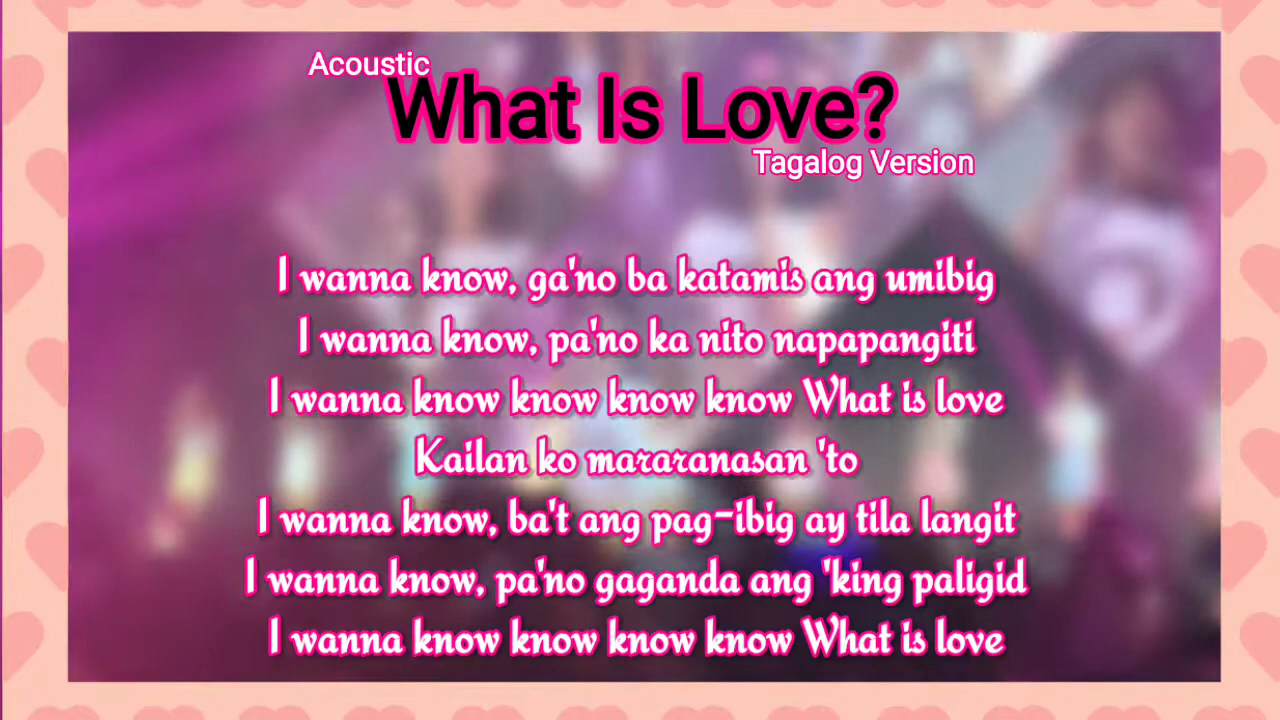 Acoustic
What Is Love?
Tagalog Version
I wanna know, ga'no ba katamis ang umibig
I wanna know, pa'no ka nito napapangiti
I wanna know know know know What is love
Kailan ko mararanasan 'to
I wanna know, ba't ang pag-ibig ay tila langit
I wanna know, pa'no gaganda ang 'king paligid
I wanna know know know know What is love